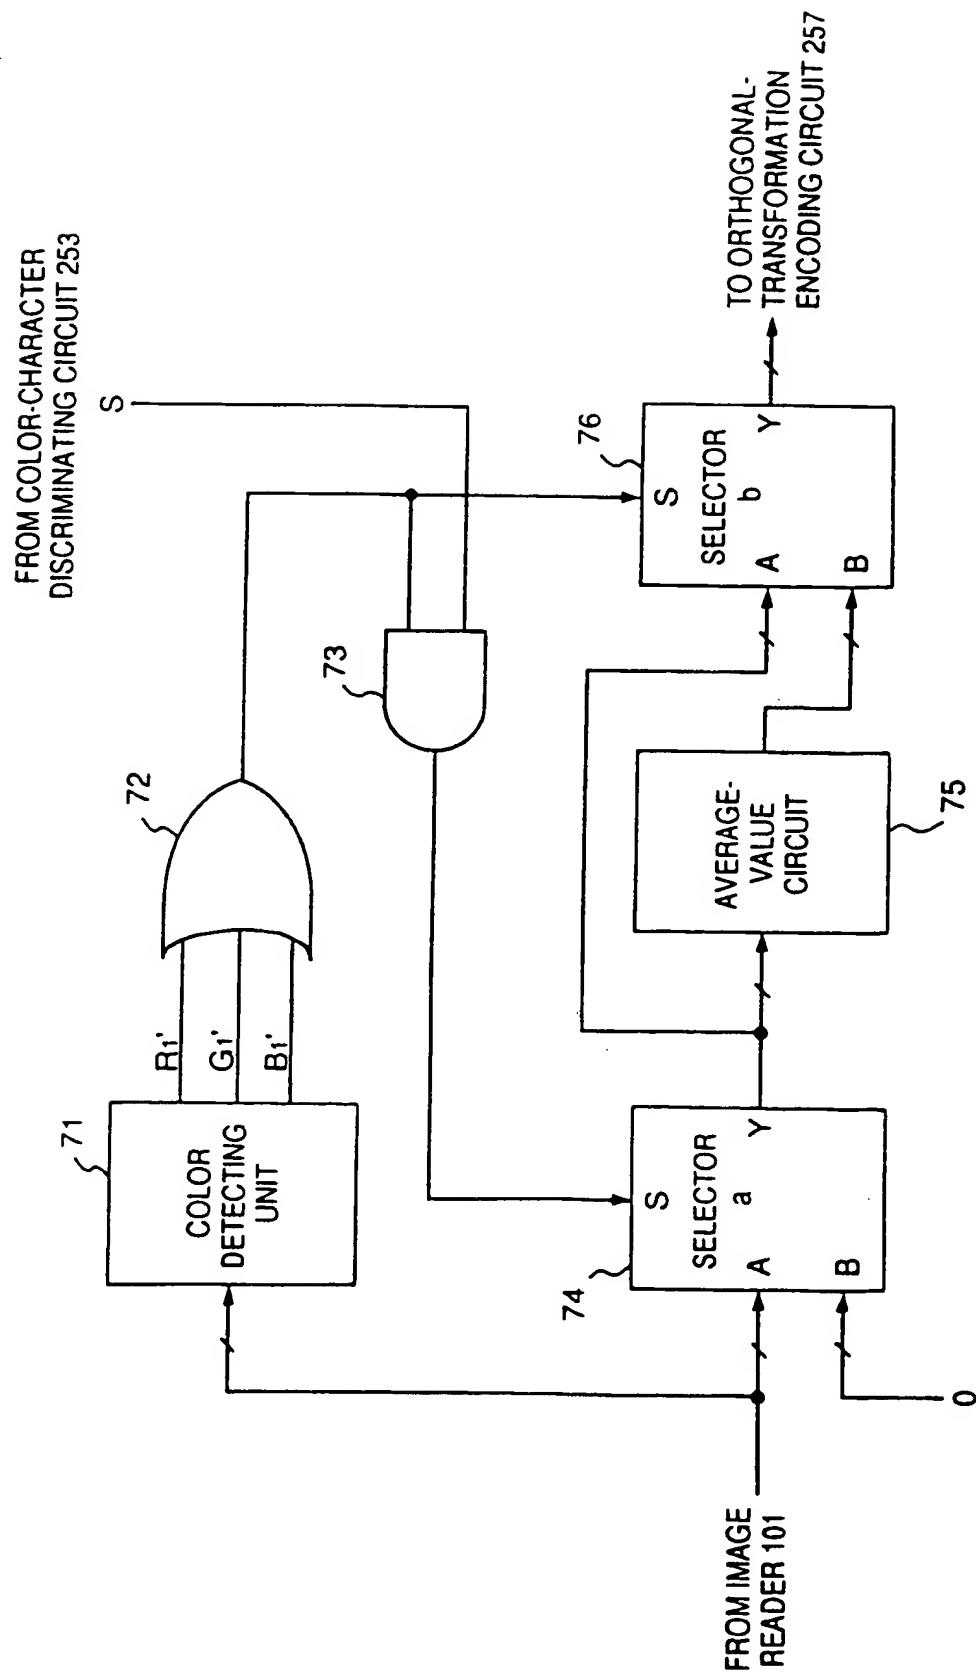 FROM COLOR-CHARACTER
DISCRIMINATING CIRCUIT 253
S
71
COLOR
DETECTING
UNIT
R1'
G1'
B1'
72
73
FROM IMAGE
READER 101
0
74
S
SELECTOR
a
A
Y
B
AVERAGE-
VALUE
CIRCUIT
75
76
S
SELECTOR
b
A
Y
B
TO ORTHOGONAL-
TRANSFORMATION
ENCODING CIRCUIT 257